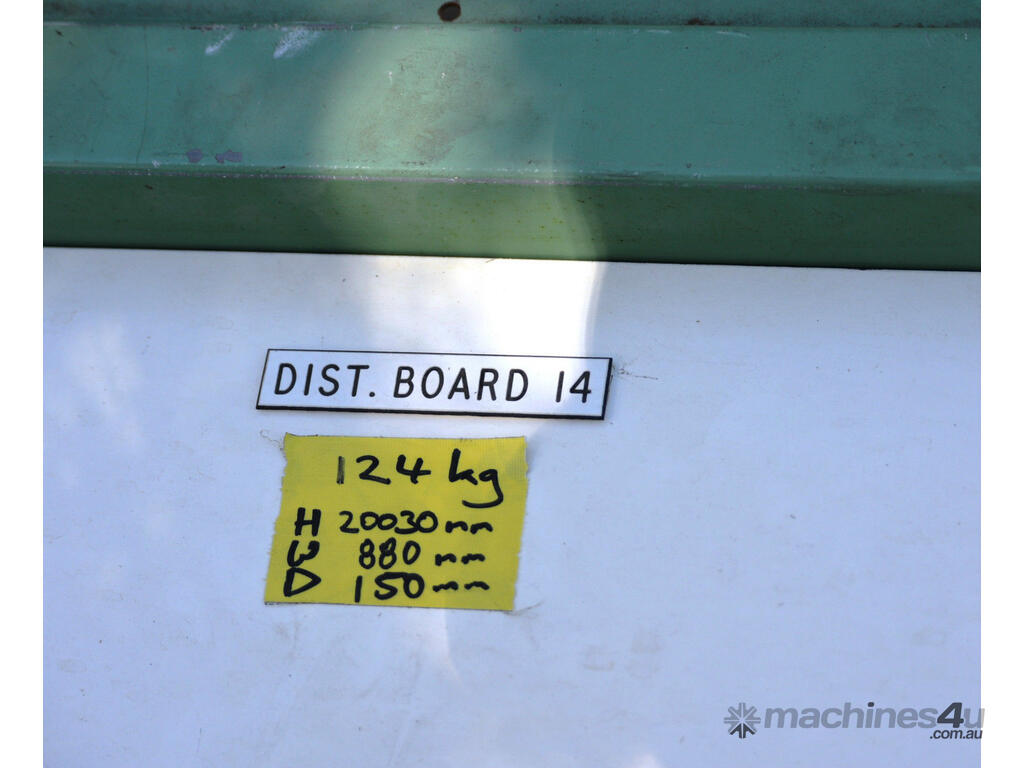 DIST. BOARD 14
124 kg
H 20030 mm
W 880 mm
D 150 mm
machines4u
.com.au